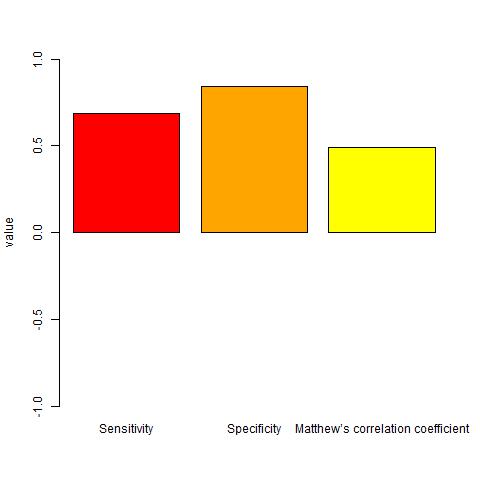 1.0
0.5
0.0
-0.5
-1.0
value
Sensitivity
Specificity
Matthew's correlation coefficient